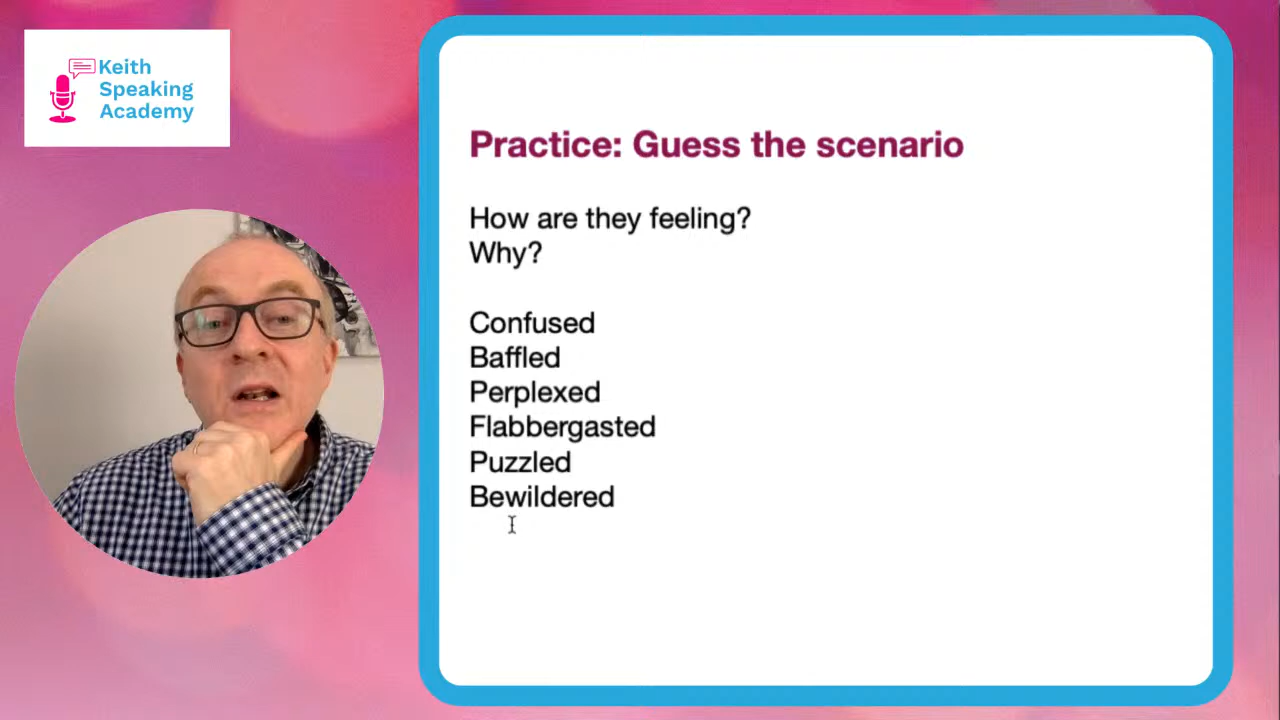 Keith
Speaking
Academy
Practice: Guess the scenario
How are they feeling?
Why?
Confused
Baffled
Perplexed
Flabbergasted
Puzzled
Bewildered